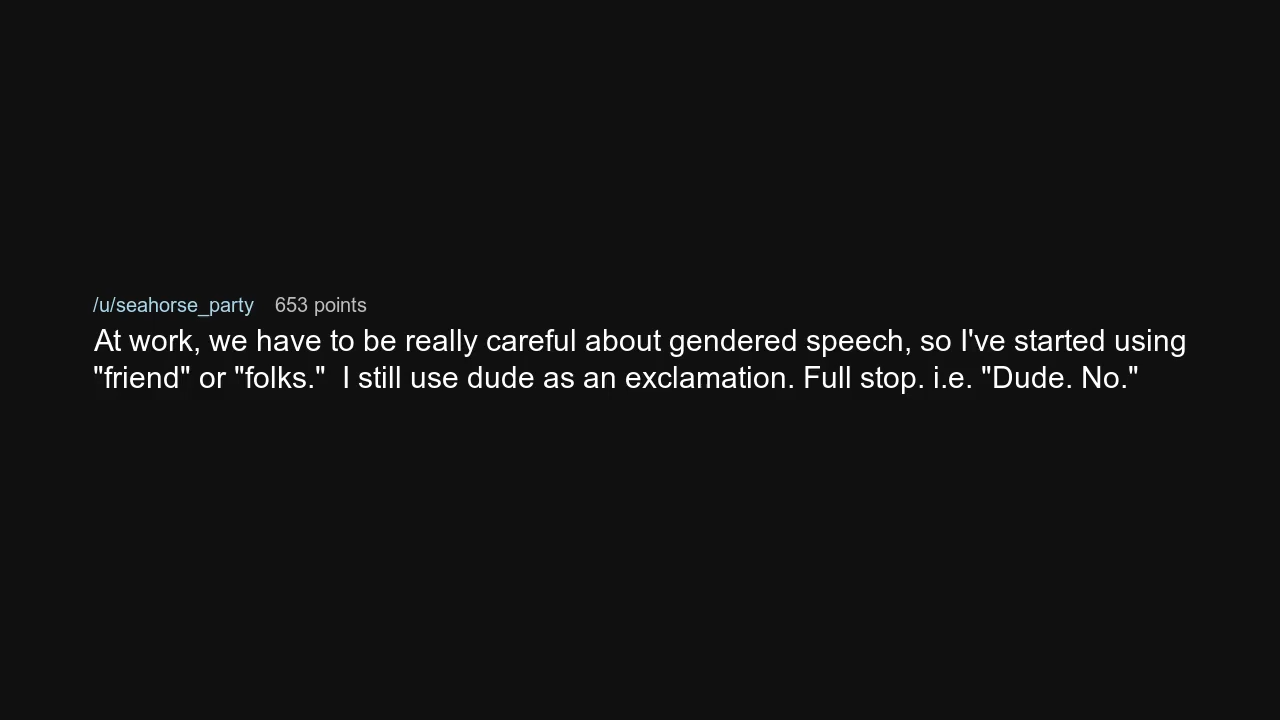 /u/seahorse_party 653 points
At work, we have to be really careful about gendered speech, so I've started using
"friend" or "folks."  I still use dude as an exclamation. Full stop. i.e. "Dude. No."